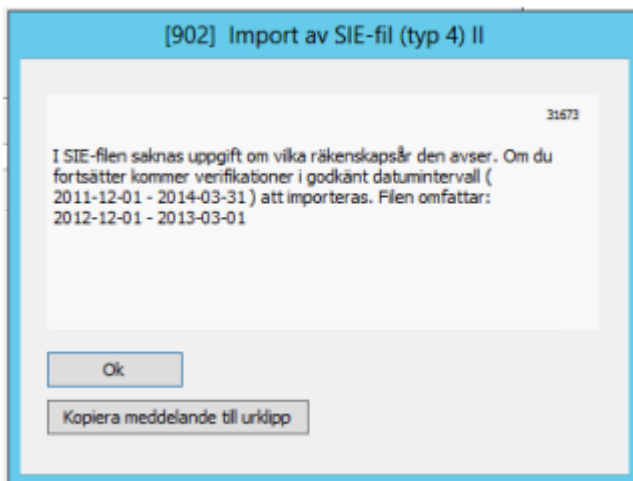 [902] Import av SIE-fil (typ 4) II
31673
I SIE-filen saknas uppgift om vilka räkenskapsår den avser. Om du
fortsätter kommer verifikationer i godkänt datumintervall (
2011-12-01 - 2014-03-31 ) att importeras. Filen omfattar:
2012-12-01 - 2013-03-01
Ok
Kopiera meddelande till urklipp